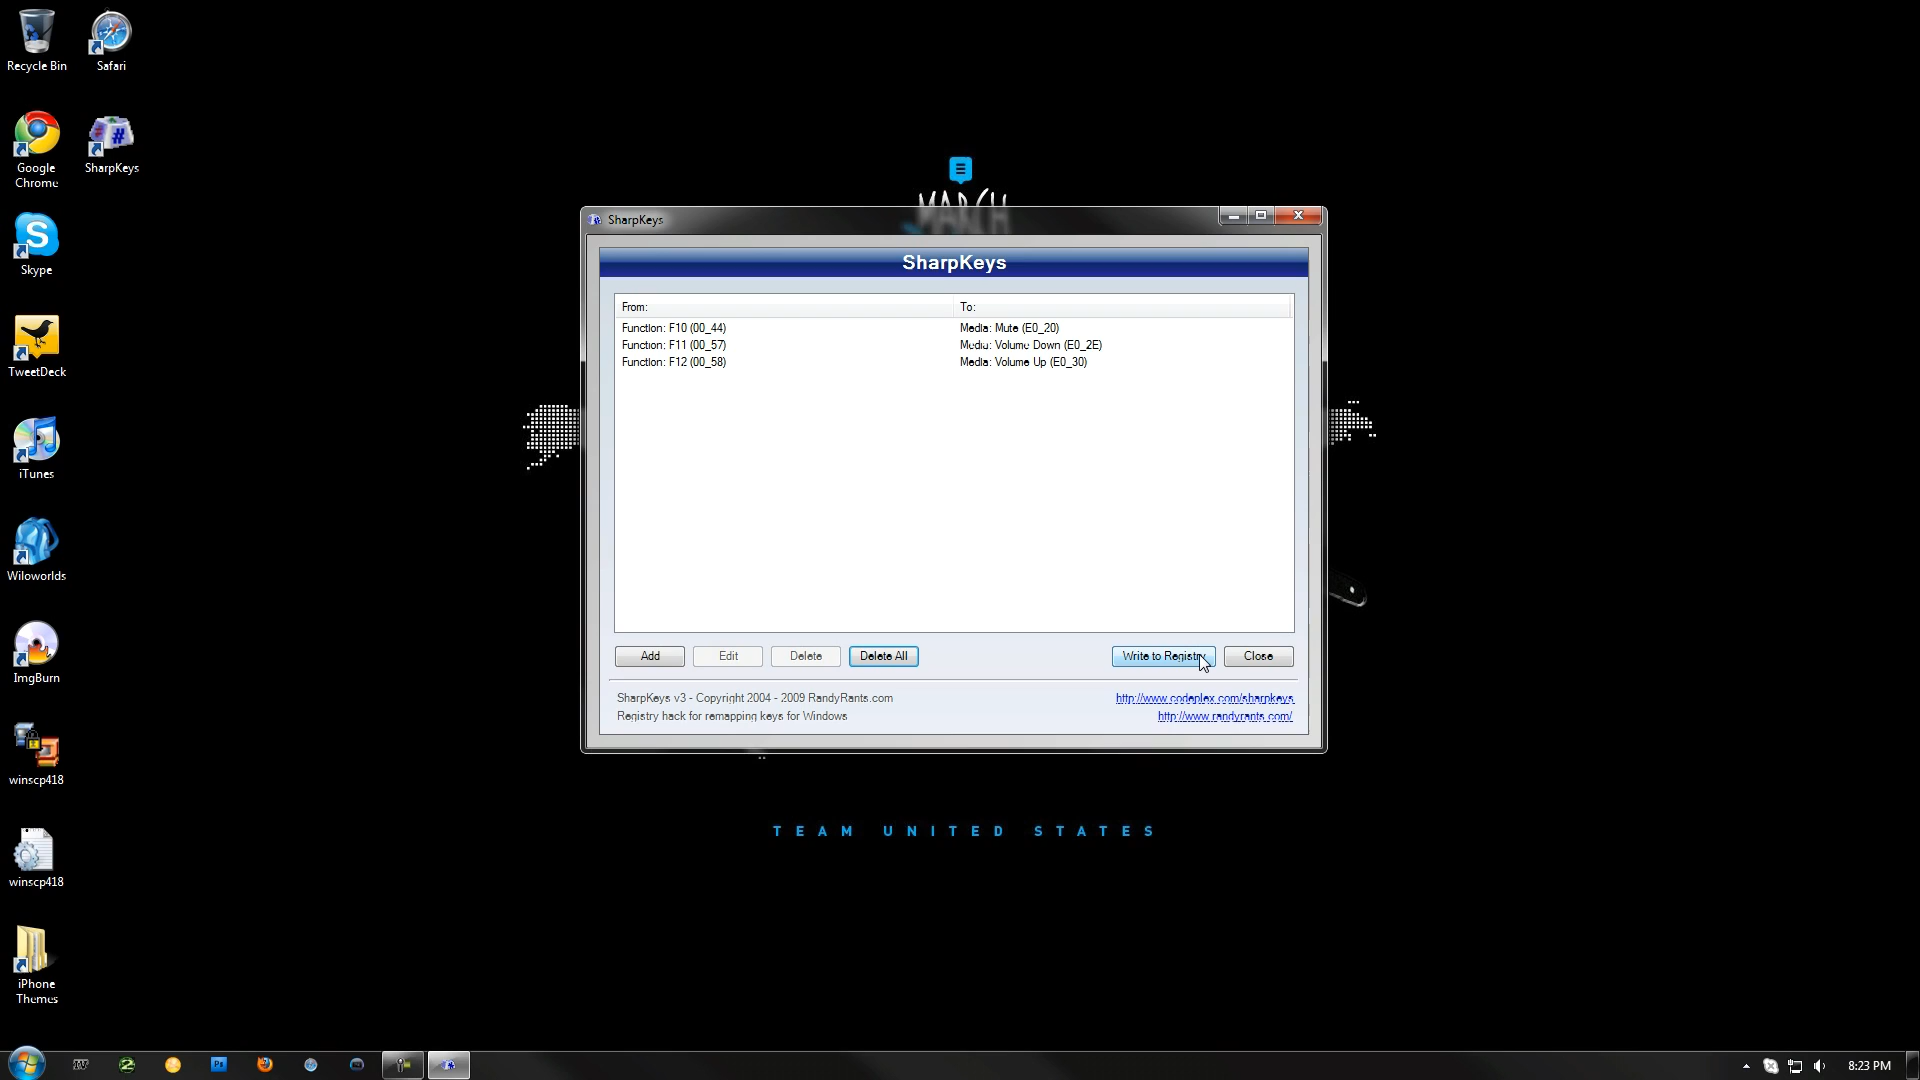 Recycle Bin
Safari
Google
Chrome
SharpKeys
Skype
TweetDeck
iTunes
Wiloworlds
ImgBurn
winscp418
winscp418
iPhone
Themes
MARCH
SharpKeys
SharpKeys
From: To:
Function: F10 (00_44) Media: Mute (E0_20)
Function: F11 (00_57) Media: Volume Down (E0_2E)
Function: F12 (00_58) Media: Volume Up (E0_30)
Add Edit Delete Delete All Write to Registry Close
SharpKeys v3 - Copyright 2004 - 2009 RandyRants.com http://www.codeplex.com/sharpkeys
Registry hack for remapping keys for Windows http://www.randyrants.com/
TEAM UNITED STATES
Ps
8:23 PM